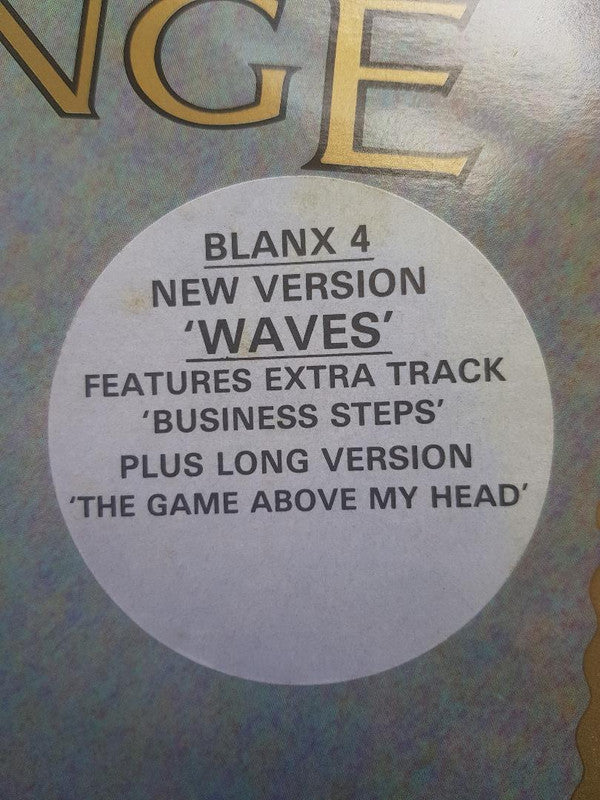 NGE
BLANX 4
NEW VERSION
'WAVES'
FEATURES EXTRA TRACK
'BUSINESS STEPS'
PLUS LONG VERSION
'THE GAME ABOVE MY HEAD'